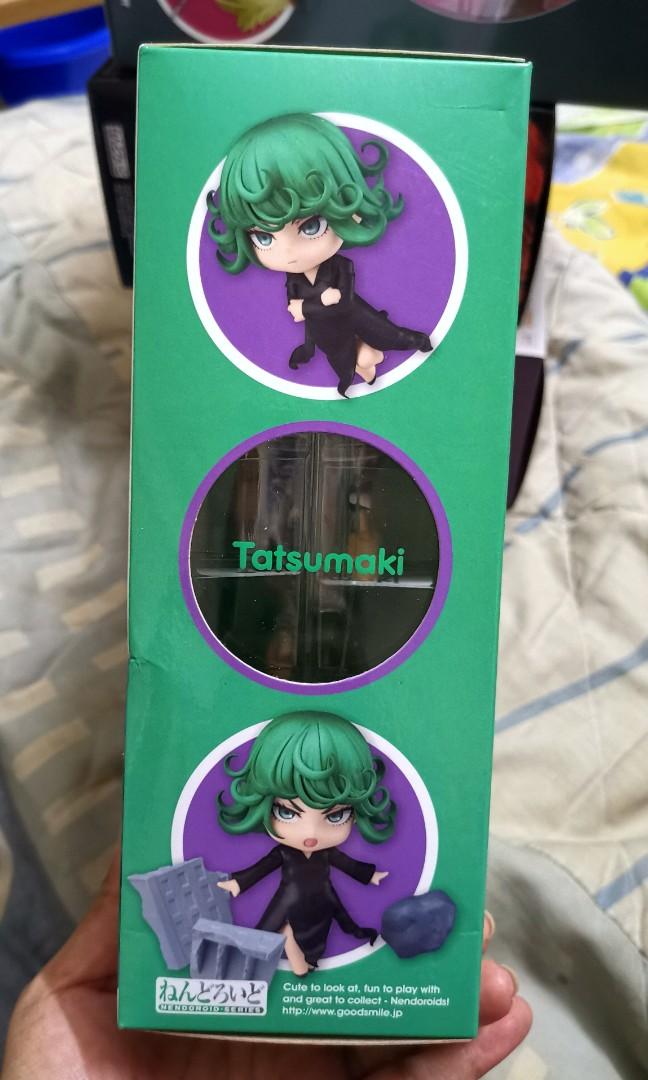 Tatsumaki
ねんどろいど
NENDOROID SERIES
Cute to look at, fun to play with
and great to collect - Nendoroids!
http://www.goodsmile.jp